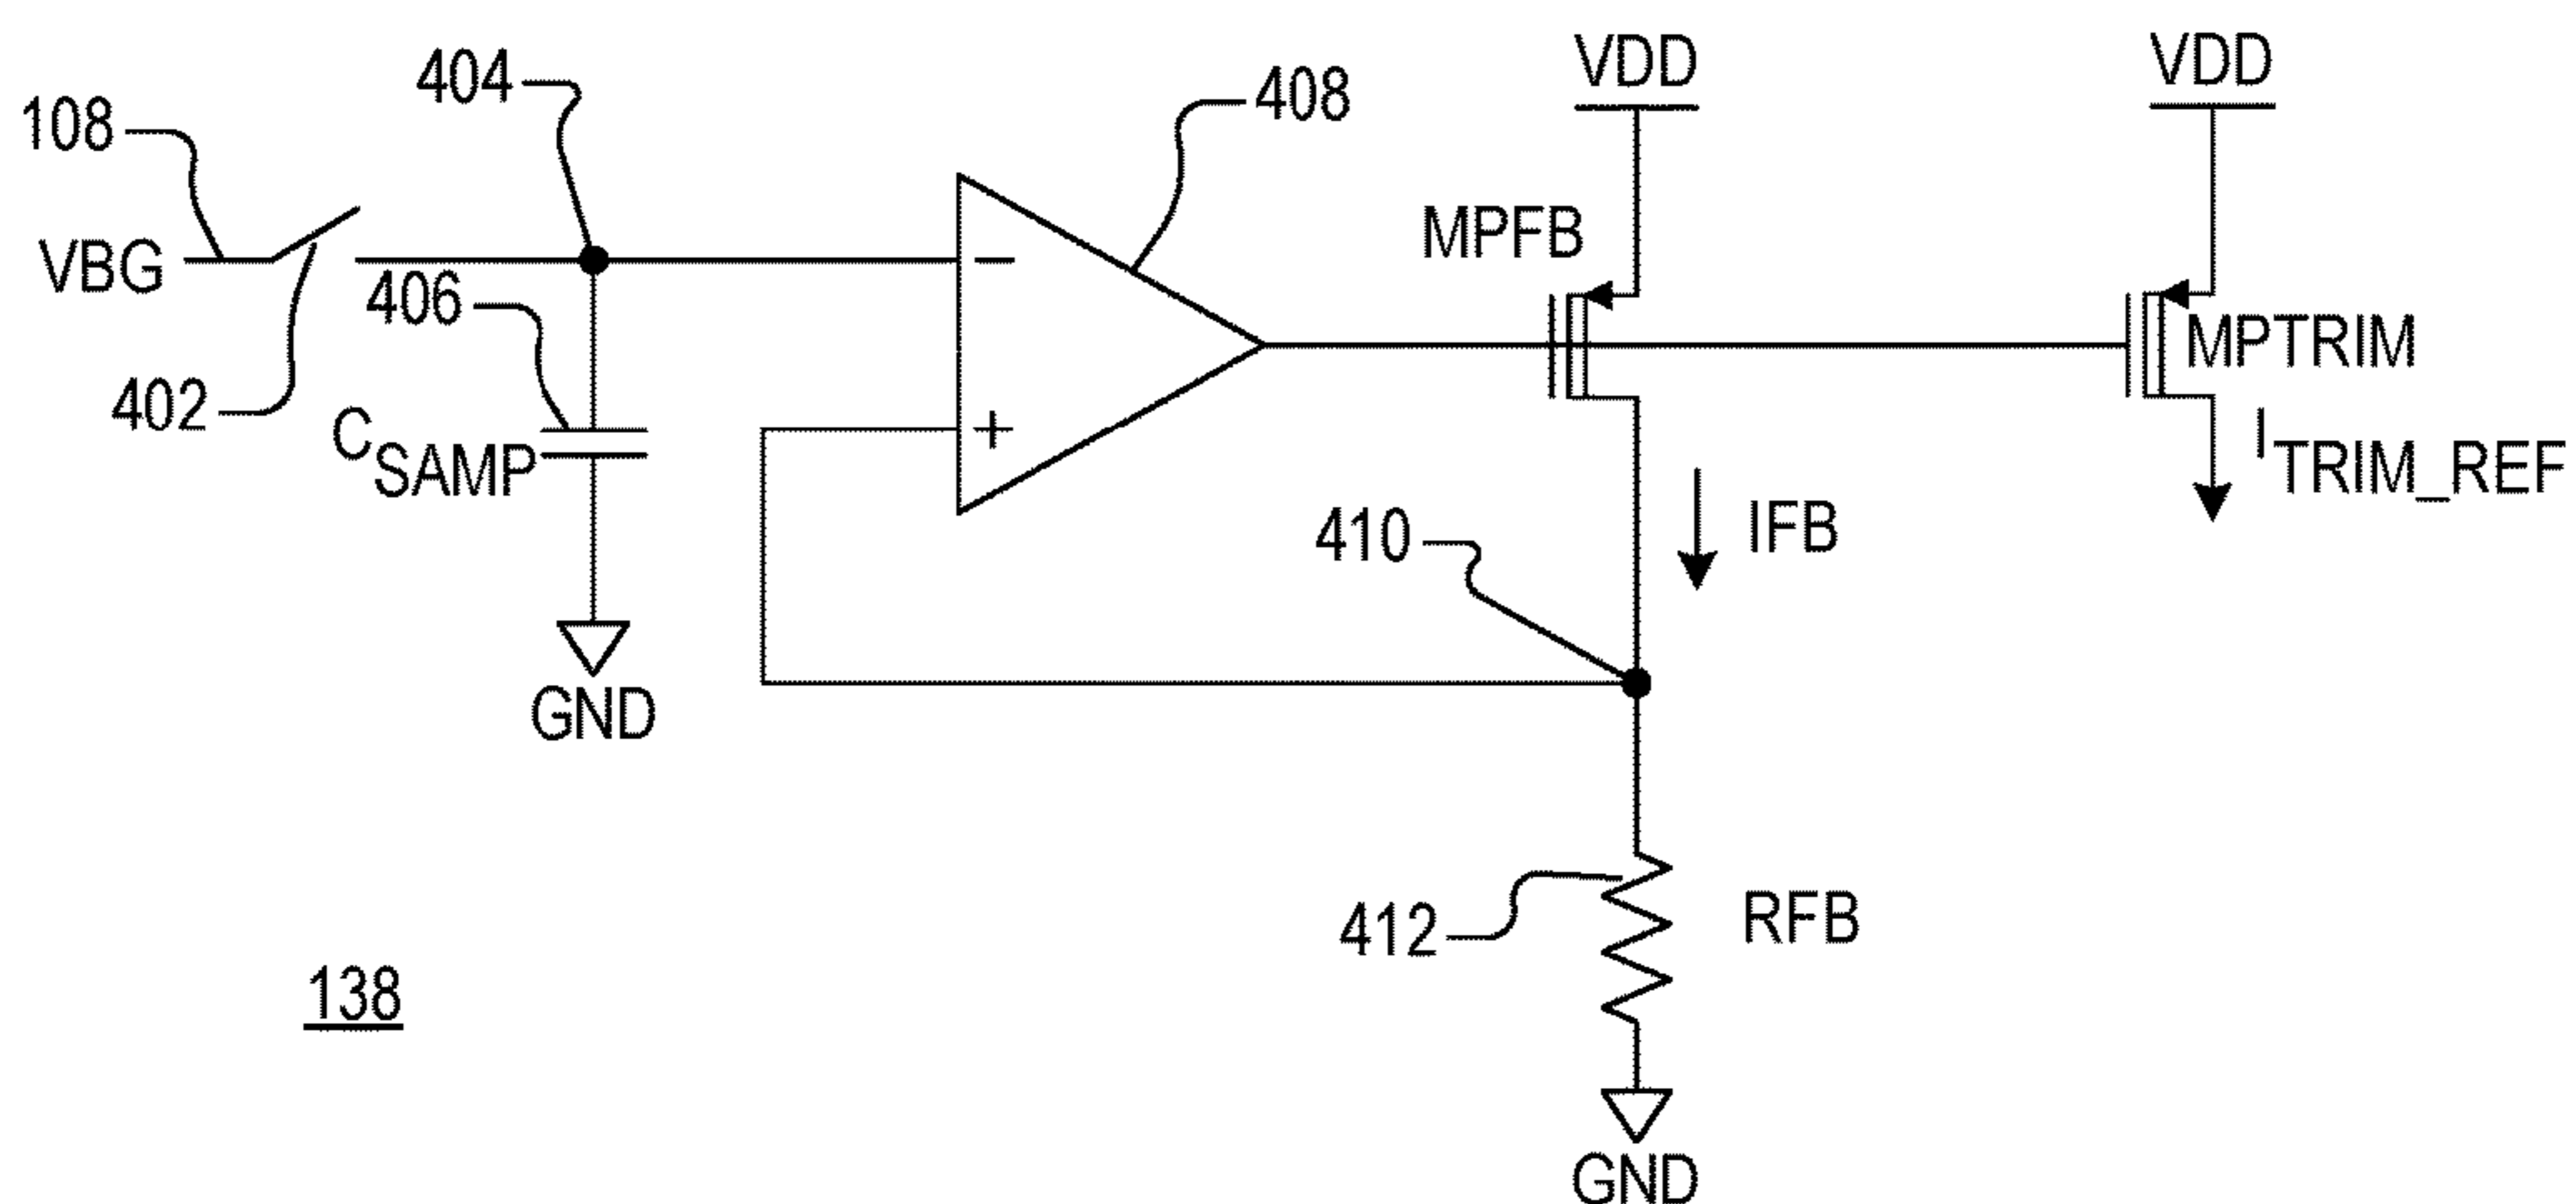 VDD
VDD
404
408
108
MPFB
VBG
406
MPTRIM
402
C SAMP
−
+
I TRIM_REF
IFB
410
GND
412
RFB
138
GND